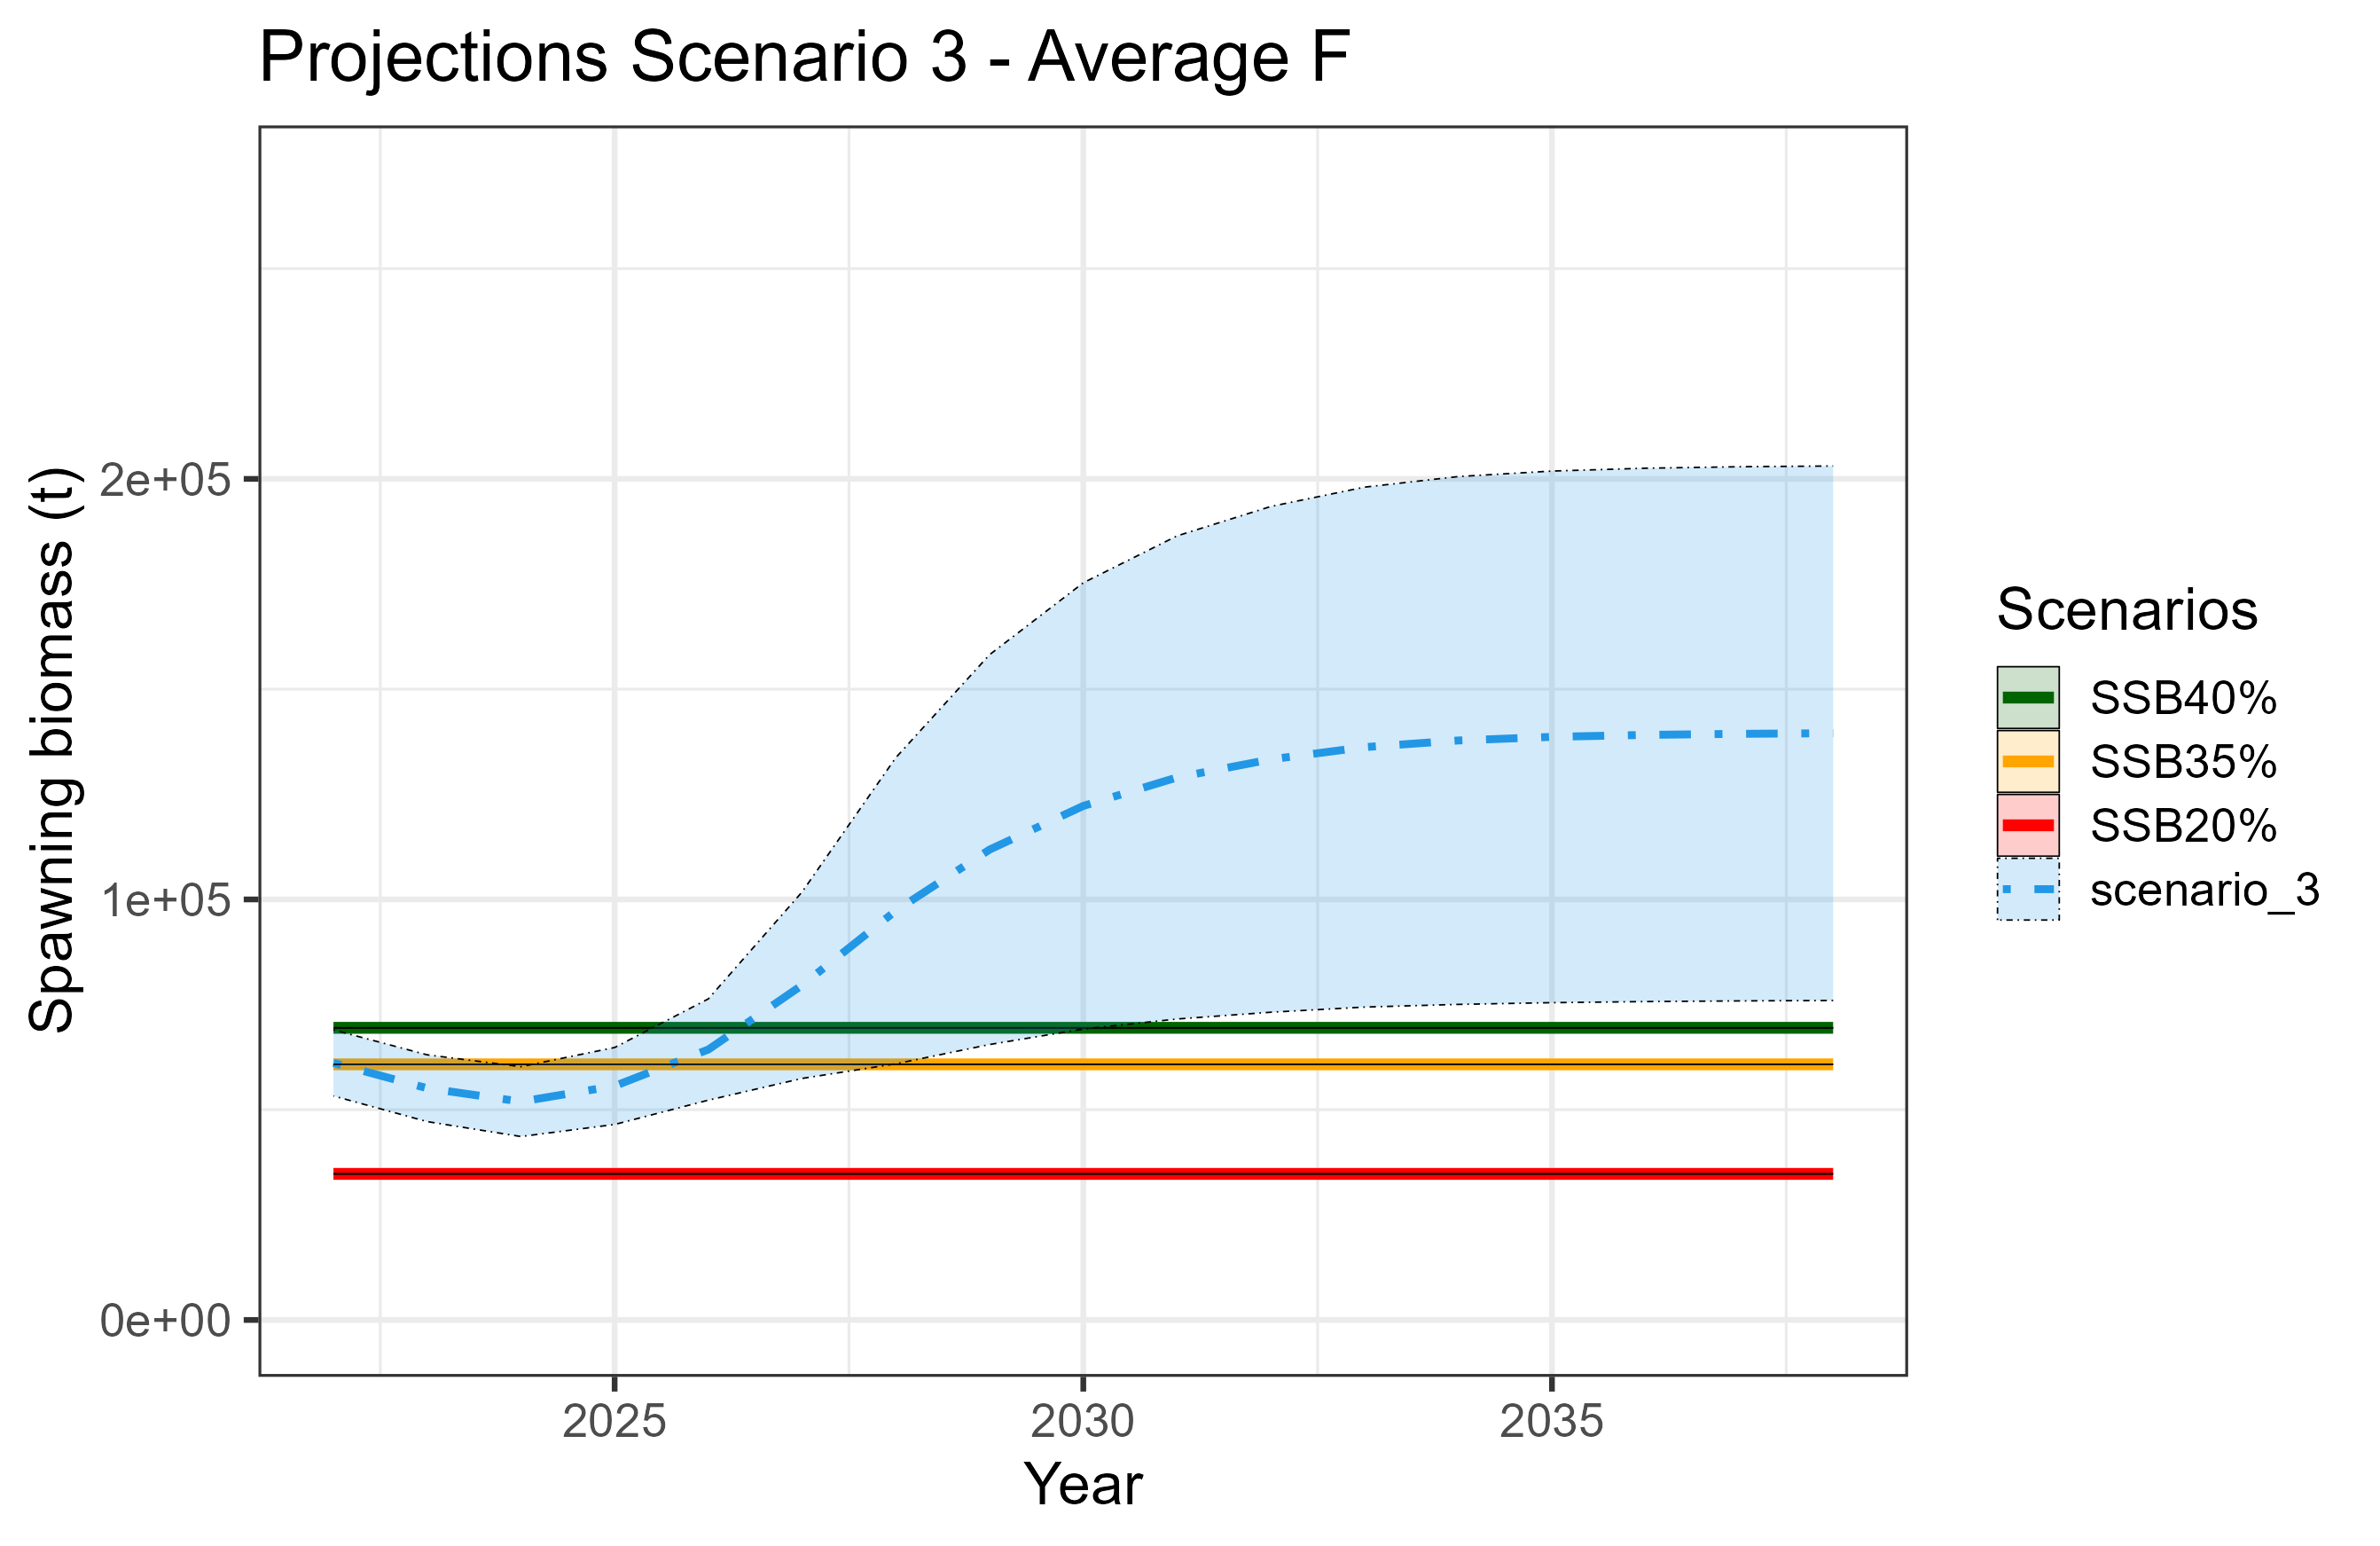 Projections Scenario 3 - Average F
Spawning biomass (t)
2e+05
1e+05
0e+00
2025
2030
2035
Year
Scenarios
SSB40%
SSB35%
SSB20%
scenario_3